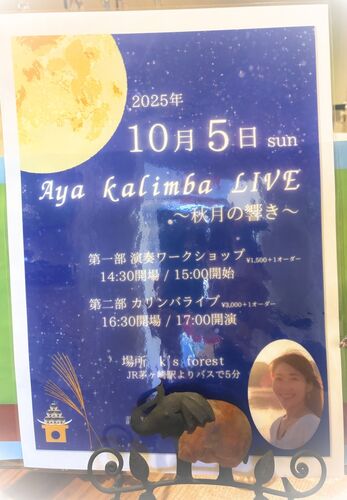 2025年
10月5日 sun
Aya kalimba LIVE
～秋月の響き～
第一部 演奏ワークショップ ¥1,500+1オーダー
14:30開場 / 15:00開始
第二部 カリンバライブ ¥3,000+1オーダー
16:30開場 / 17:00開演
場所 k's forest
JR茅ヶ崎駅よりバスで5分